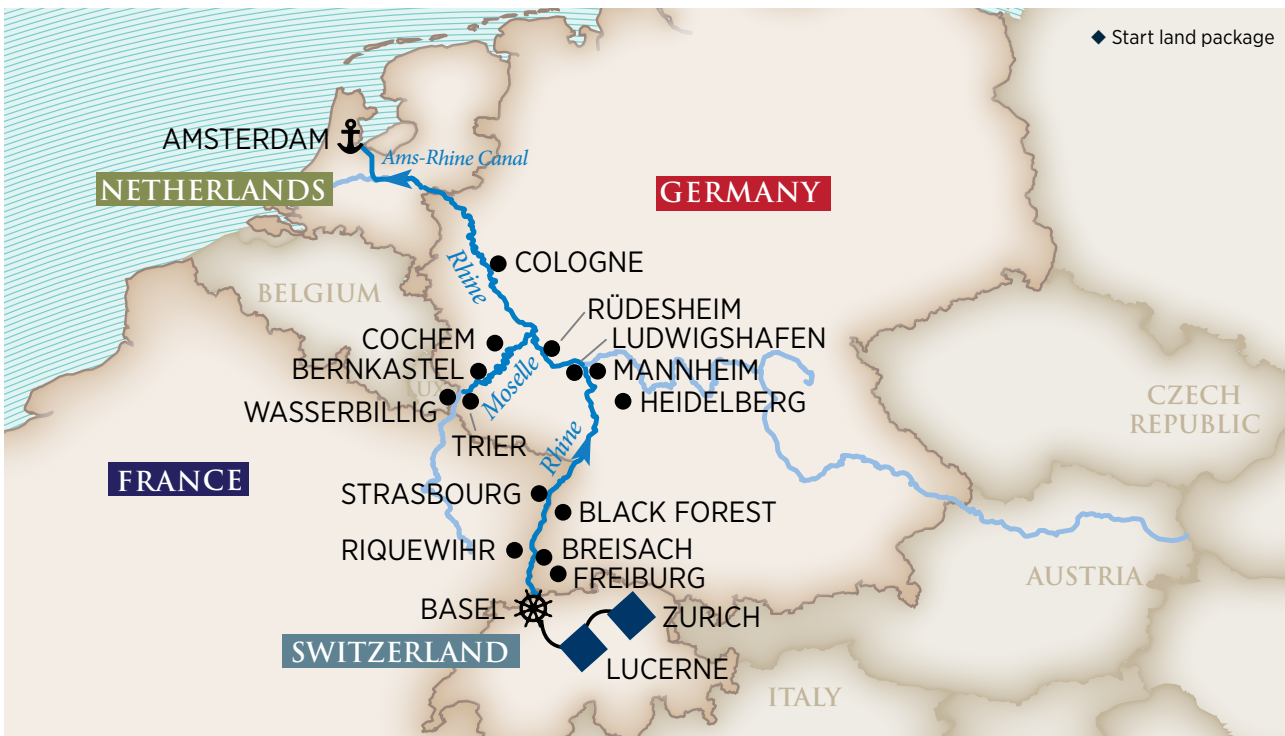 Start land package
AMSTERDAM
Ams-Rhine Canal
NETHERLANDS
GERMANY
COLOGNE
Rhine
BELGIUM
RÜDESHEIM
LUDWIGSHAFEN
COCHEM
BERNKASTEL
MANNHEIM
Moselle
WASSERBILLIG
HEIDELBERG
CZECH
REPUBLIC
TRIER
Rhine
FRANCE
STRASBOURG
BLACK FOREST
RIQUEWIHR
BREISACH
FREIBURG
AUSTRIA
BASEL
ZURICH
SWITZERLAND
LUCERNE
ITALY